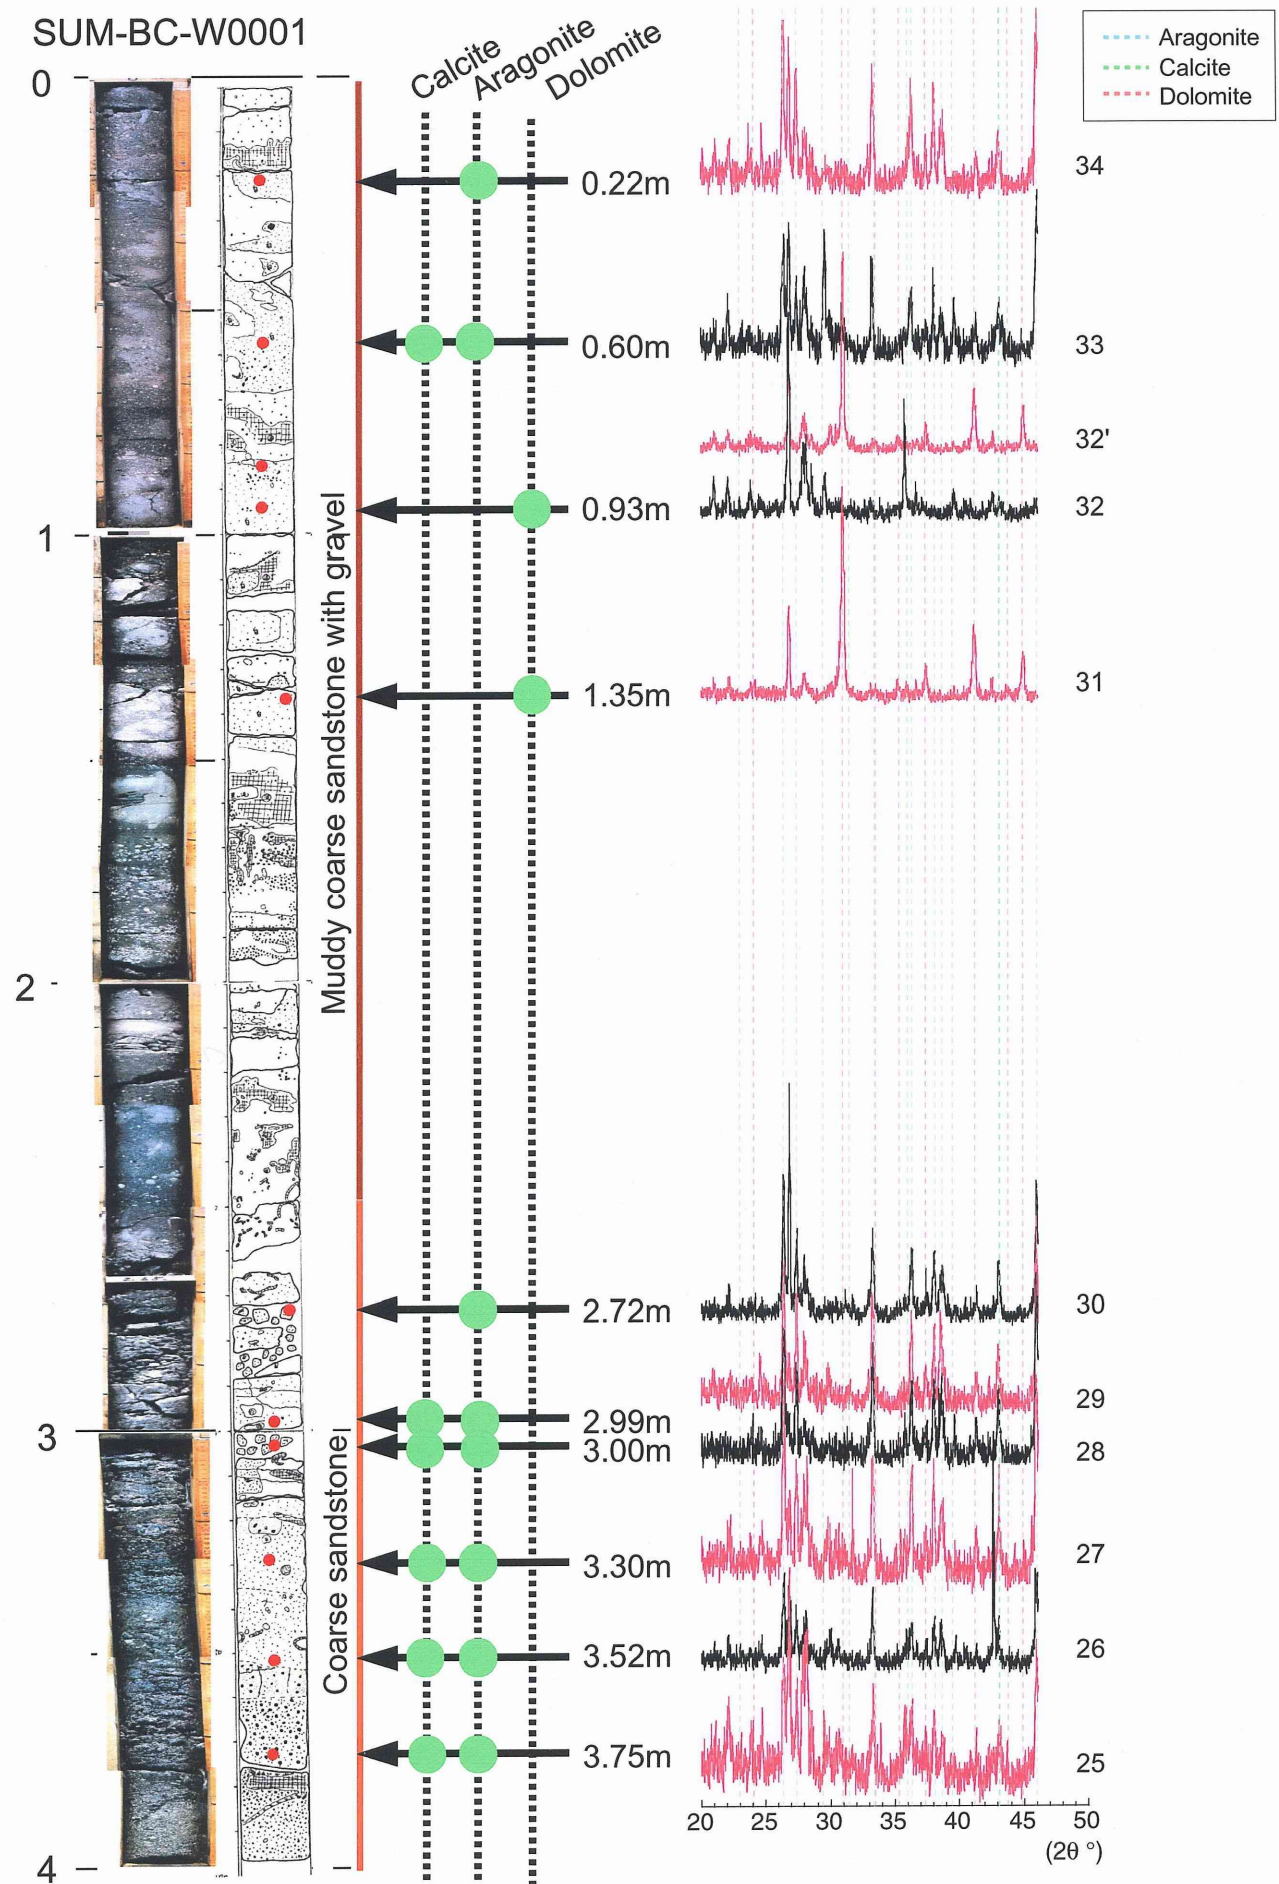 SUM-BC-W0001
Calcite
Aragonite
Dolomite
Aragonite
Calcite
Dolomite
0
0.22m
34
0.60m
33
32'
0.93m
32
1
Muddy coarse sandstone with gravel
1.35m
31
2
2.72m
30
2.99m
29
3
3.00m
28
Coarse sandstone
3.30m
27
3.52m
26
3.75m
25
20 25 30 35 40 45 50
(2θ °)
4